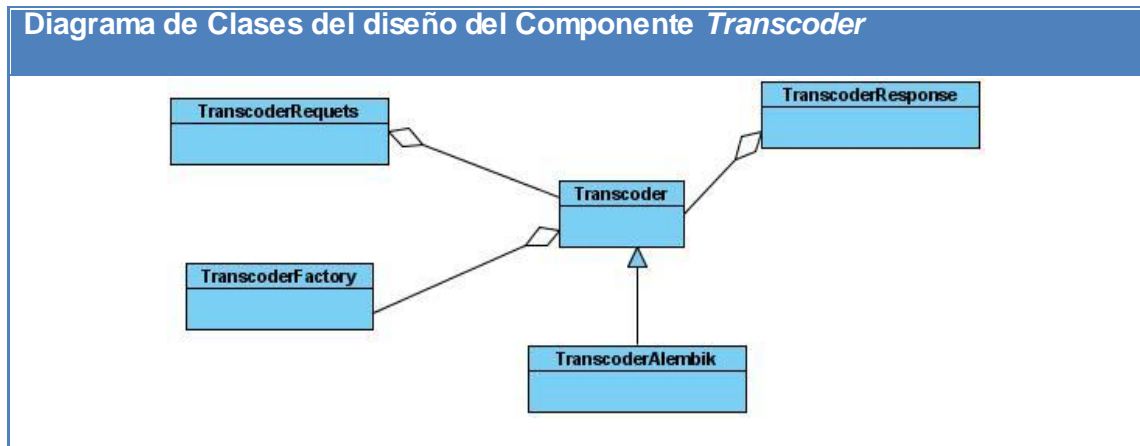 Diagrama de Clases del diseño del Componente Transcoder
TranscoderRequets
TranscoderResponse
Transcoder
TranscoderFactory
TranscoderAlembik